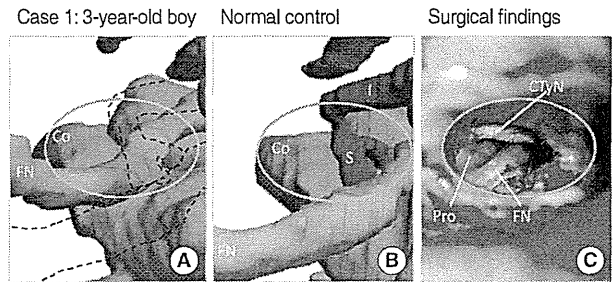 Case 1: 3-year-old boy
Normal control
Surgical findings
Co
FN
A
I
Co
S
FN
B
CTyN
Pro
FN
C